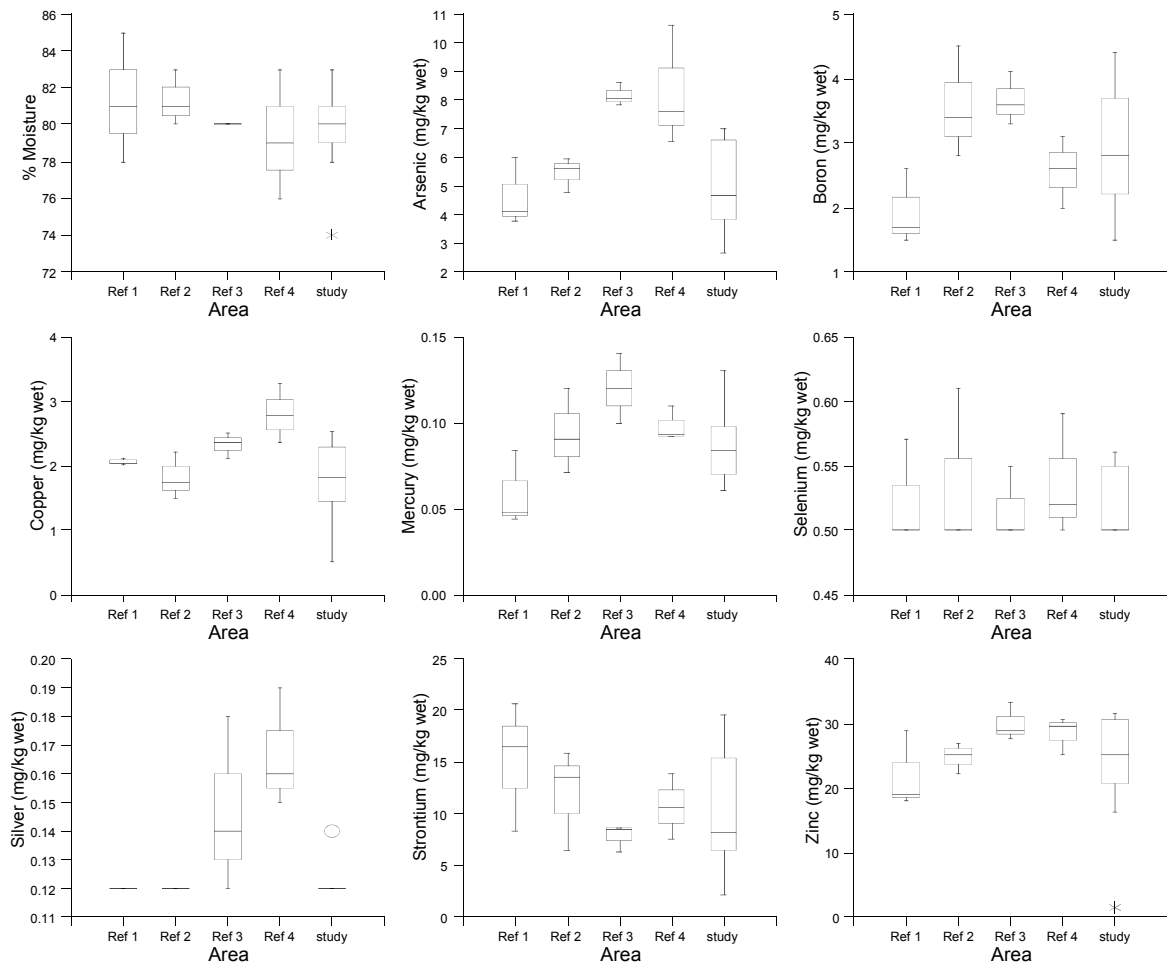 % Moisture
86
84
82
80
78
76
74
72
Ref 1 Ref 2 Ref 3 Ref 4 study
Area
Arsenic (mg/kg wet)
11
10
9
8
7
6
5
4
3
2
Ref 1 Ref 2 Ref 3 Ref 4 study
Area
Boron (mg/kg wet)
5
4
3
2
1
Ref 1 Ref 2 Ref 3 Ref 4 study
Area
Copper (mg/kg wet)
4
3
2
1
0
Ref 1 Ref 2 Ref 3 Ref 4 study
Area
Mercury (mg/kg wet)
0.15
0.10
0.05
0.00
Ref 1 Ref 2 Ref 3 Ref 4 study
Area
Selenium (mg/kg wet)
0.65
0.60
0.55
0.50
0.45
Ref 1 Ref 2 Ref 3 Ref 4 study
Area
Silver (mg/kg wet)
0.20
0.19
0.18
0.17
0.16
0.15
0.14
0.13
0.12
0.11
Ref 1 Ref 2 Ref 3 Ref 4 study
Area
Strontium (mg/kg wet)
25
20
15
10
5
0
Ref 1 Ref 2 Ref 3 Ref 4 study
Area
Zinc (mg/kg wet)
40
30
20
10
0
Ref 1 Ref 2 Ref 3 Ref 4 study
Area